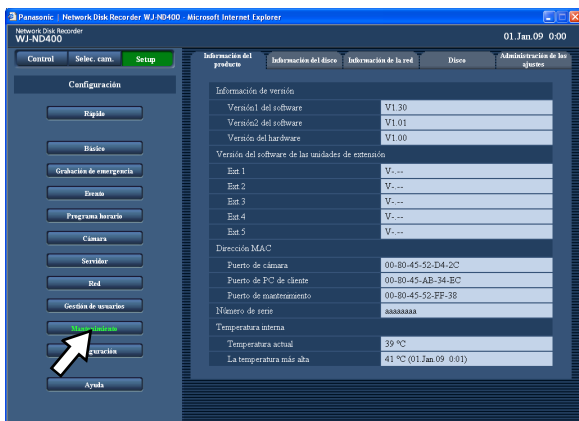 Panasonic | Network Disk Recorder WJ-ND400 - Microsoft Internet Explorer
Network Disk Recorder
WJ-ND400
01.Jan.09 0:00
Control
Selec. cam.
Setup
Información del producto
Información del disco
Información de la red
Disco
Administración de los ajustes
Configuración
Rápido
Básico
Grabación de emergencia
Evento
Programa horario
Cámara
Servidor
Red
Gestión de usuarios
Mantenimiento
Ayuda
Información de versión
Versión1 del software V1.30
Versión2 del software V1.01
Versión del hardware V1.00
Versión del software de las unidades de extensión
Ext.1 V-.--
Ext.2 V-.--
Ext.3 V-.--
Ext.4 V-.--
Ext.5 V-.--
Dirección MAC
Puerto de cámara 00-80-45-52-D4-2C
Puerto de PC de cliente 00-80-45-AB-34-EC
Puerto de mantenimiento 00-80-45-52-FF-38
Número de serie aaaaaaaa
Temperatura interna
Temperatura actual 39 °C
La temperatura más alta 41 °C (01.Jan.09 0:01)